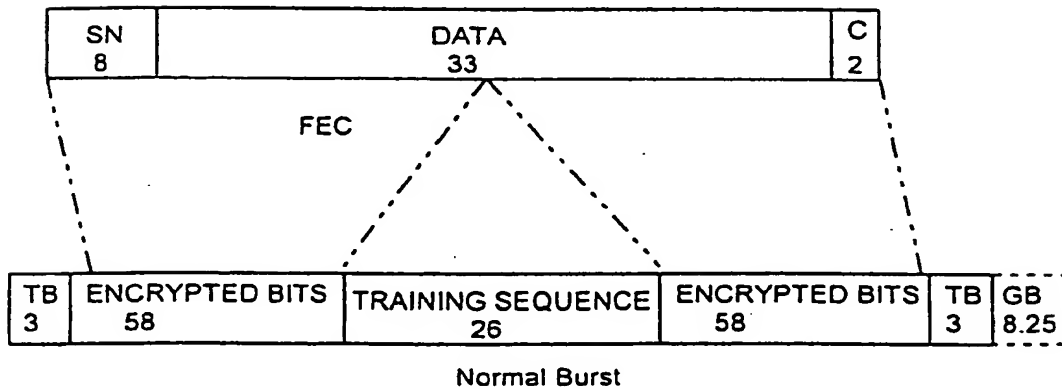 SN DATA C
8 33 2
FEC
TB ENCRYPTED BITS TRAINING SEQUENCE ENCRYPTED BITS TB GB
3 58 26 58 3 8.25
Normal Burst